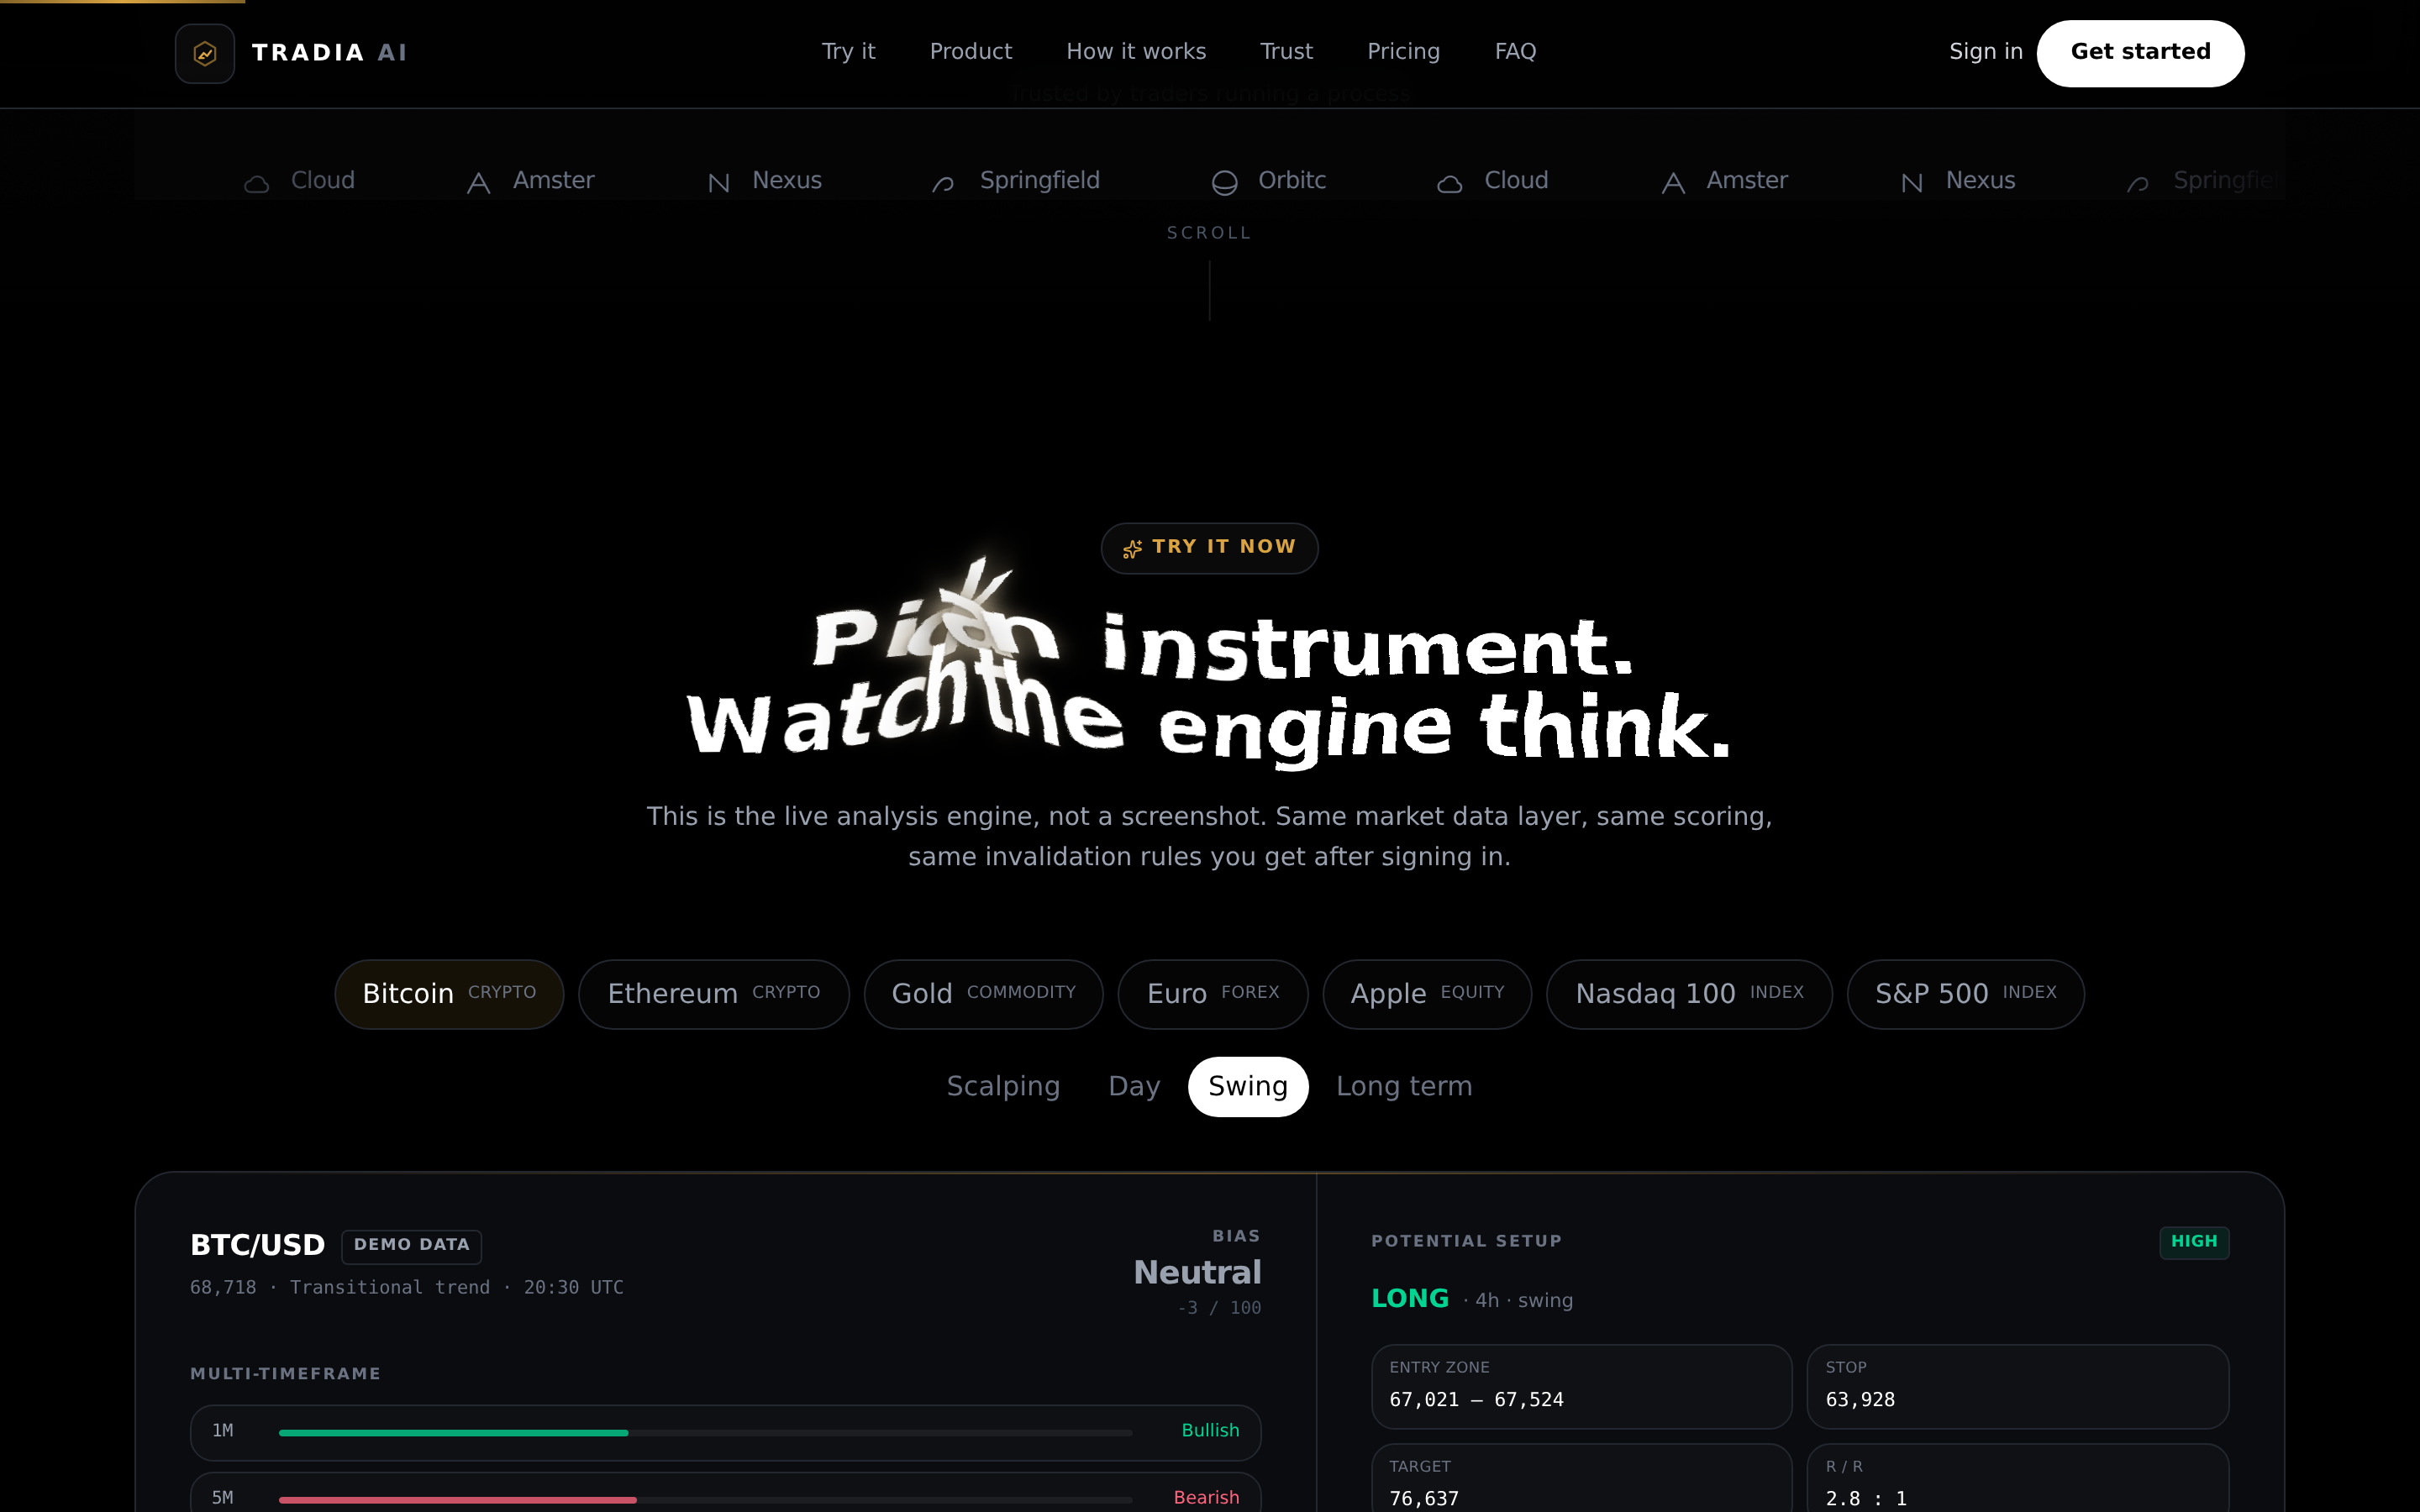 TRADIA AI
Try it
Product
How it works
Trust
Pricing
FAQ
Sign in
Get started
Trusted by traders running a process
Cloud
Amster
Nexus
Springfield
Orbitc
Cloud
Amster
Nexus
Springfie
SCROLL
TRY IT NOW
instrument.
Watch the engine think.
This is the live analysis engine, not a screenshot. Same market data layer, same scoring,
same invalidation rules you get after signing in.
Bitcoin CRYPTO
Ethereum CRYPTO
Gold COMMODITY
Euro FOREX
Apple EQUITY
Nasdaq 100 INDEX
S&P 500 INDEX
Scalping
Day
Swing
Long term
BTC/USD DEMO DATA
68,718 · Transitional trend · 20:30 UTC
BIAS
Neutral
-3 / 100
MULTI-TIMEFRAME
1M
Bullish
5M
Bearish
POTENTIAL SETUP
HIGH
LONG · 4h · swing
ENTRY ZONE
67,021 – 67,524
STOP
63,928
TARGET
76,637
R / R
2.8 : 1